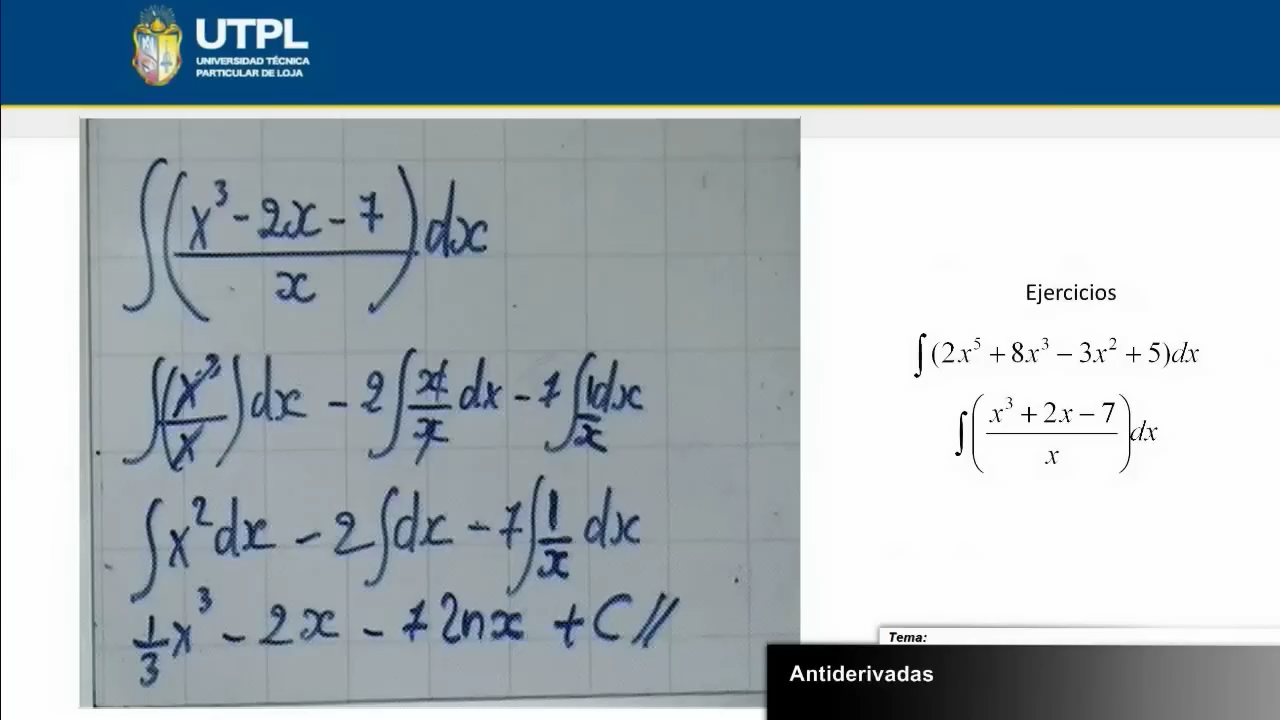 UTPL
UNIVERSIDAD TÉCNICA
PARTICULAR DE LOJA
∫(x³ - 2x - 7 / x) dx
∫(x³/x) dx - 2∫x/x dx - 7∫1/x dx
∫x² dx - 2∫dx - 7∫1/x dx
1/3 x³ - 2x - 7 2nx + C //
Ejercicios
∫(2x⁵ + 8x³ − 3x² + 5)dx
∫(x³ + 2x − 7 / x)dx
Tema:
Antiderivadas